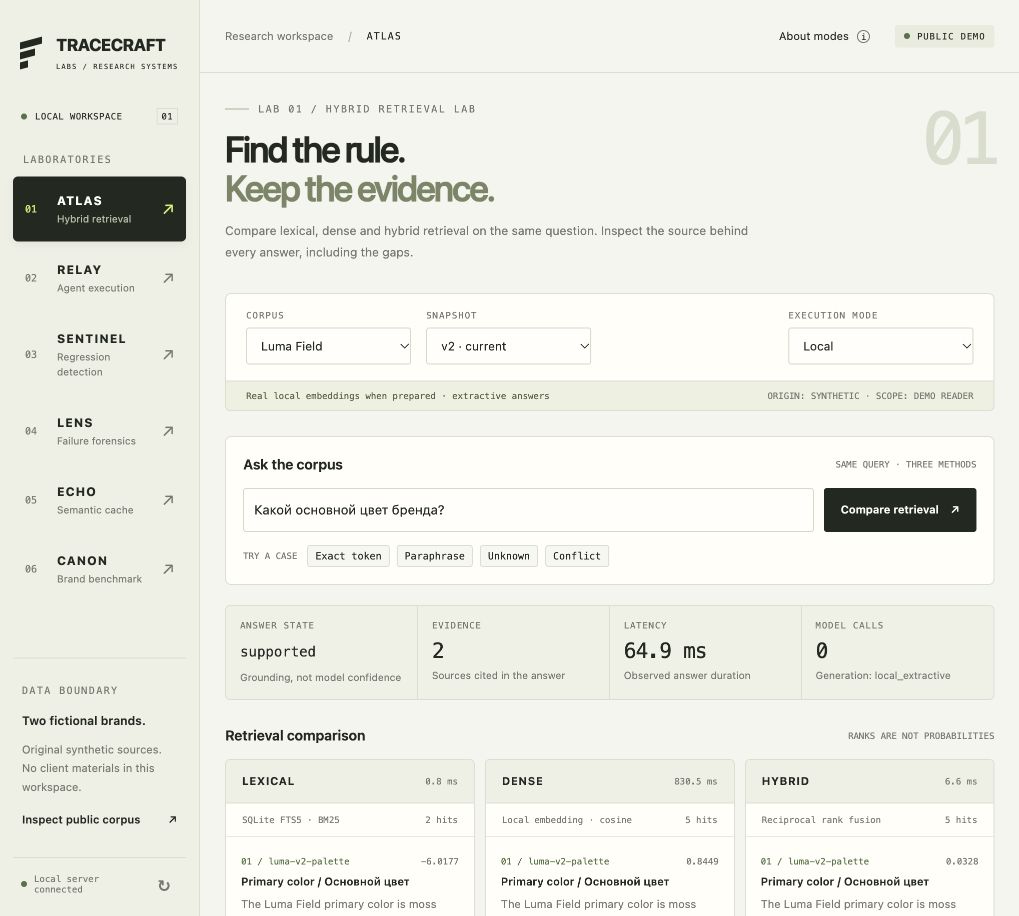 TRACECRAFT
LABS / RESEARCH SYSTEMS
LOCAL WORKSPACE 01
LABORATORIES
01 ATLAS
Hybrid retrieval
02 RELAY
Agent execution
03 SENTINEL
Regression
detection
04 LENS
Failure forensics
05 ECHO
Semantic cache
06 CANON
Brand benchmark
DATA BOUNDARY
Two fictional brands.
Original synthetic sources.
No client materials in this
workspace.
Inspect public corpus
Local server
connected
Research workspace / ATLAS
About modes
PUBLIC DEMO
LAB 01 / HYBRID RETRIEVAL LAB
01
Find the rule.
Keep the evidence.
Compare lexical, dense and hybrid retrieval on the same question. Inspect the source behind
every answer, including the gaps.
CORPUS SNAPSHOT EXECUTION MODE
Luma Field v2 · current Local
Real local embeddings when prepared · extractive answers ORIGIN: SYNTHETIC · SCOPE: DEMO READER
Ask the corpus SAME QUERY · THREE METHODS
Какой основной цвет бренда? Compare retrieval
TRY A CASE Exact token Paraphrase Unknown Conflict
ANSWER STATE EVIDENCE LATENCY MODEL CALLS
supported 2 64.9 ms 0
Grounding, not model confidence Sources cited in the answer Observed answer duration Generation: local_extractive
Retrieval comparison RANKS ARE NOT PROBABILITIES
LEXICAL 0.8 ms DENSE 830.5 ms HYBRID 6.6 ms
SQLite FTS5 · BM25 2 hits Local embedding · cosine 5 hits Reciprocal rank fusion 5 hits
01 / luma-v2-palette -6.0177 01 / luma-v2-palette 0.8449 01 / luma-v2-palette 0.0328
Primary color / Основной цвет Primary color / Основной цвет Primary color / Основной цвет
The Luma Field primary color is moss The Luma Field primary color is moss The Luma Field primary color is moss